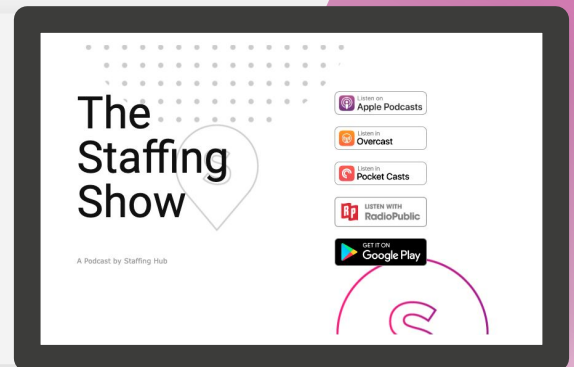 The
Staffing
Show
A Podcast by Staffing Hub
Listen on
Apple Podcasts
Listen in
Overcast
Listen in
Pocket Casts
LISTEN WITH
RadioPublic
GET IT ON
Google Play
S
S